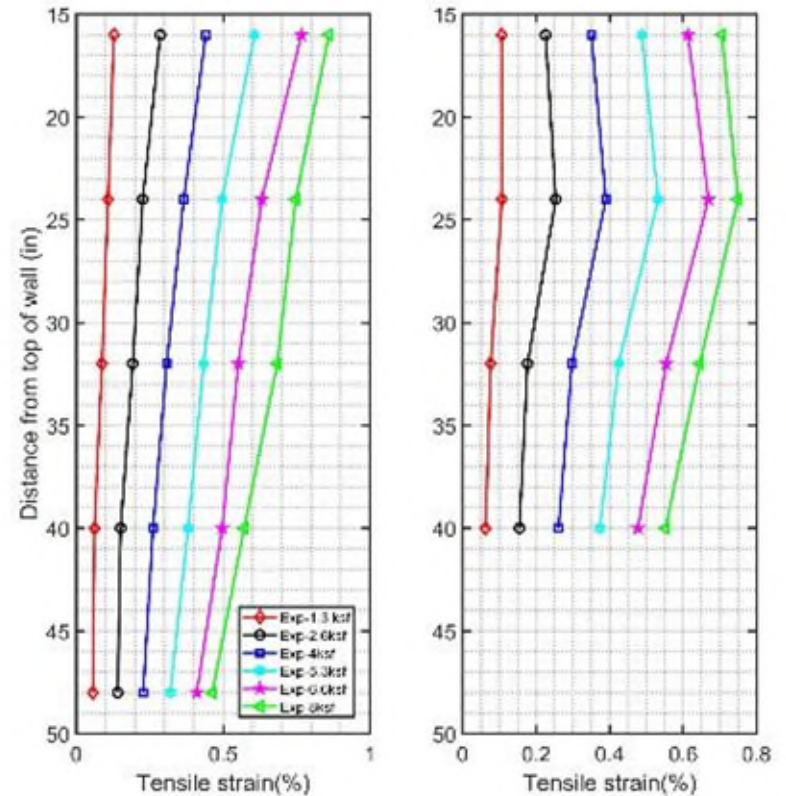 15
20
25
30
35
40
45
50
Distance from top of wall (in)
0
0.5
1
Tensile strain(%)
Exp-1.3 ksf
Exp-2.6ksf
Exp-4ksf
Exp-5.3ksf
Exp-6.6ksf
Exp-8ksf
15
20
25
30
35
40
45
50
0
0.2
0.4
0.6
0.8
Tensile strain(%)